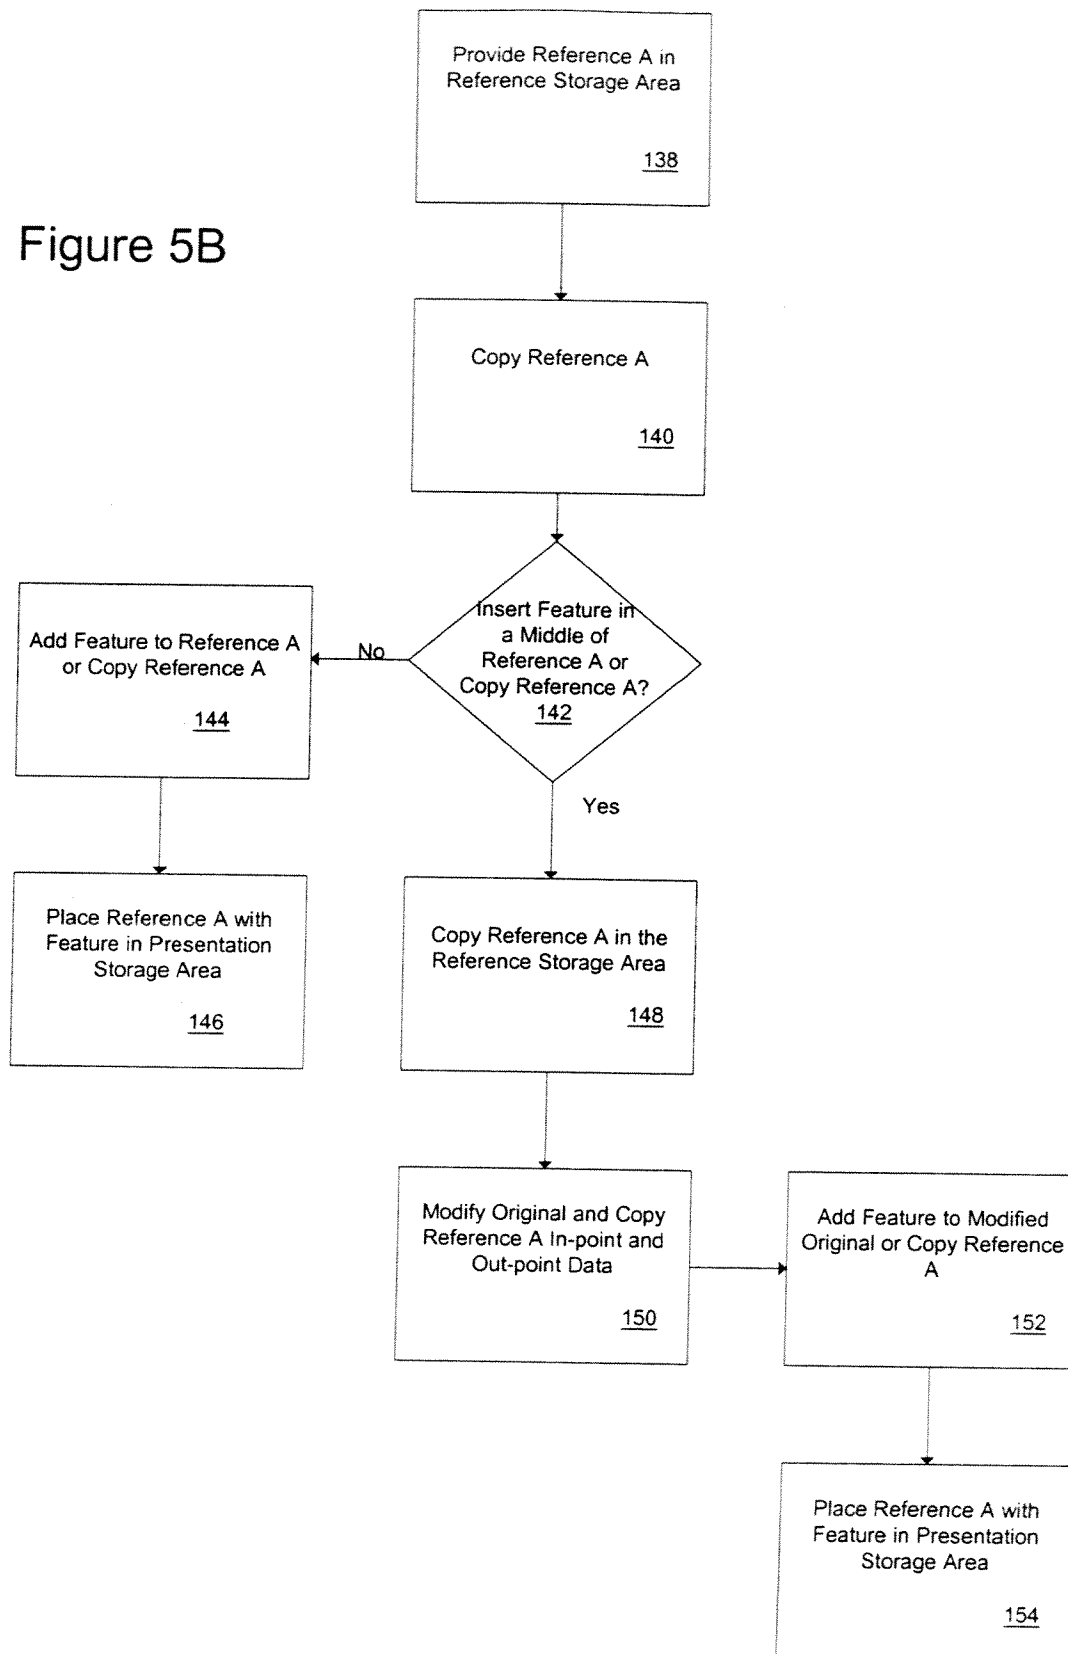 Provide Reference A in
Reference Storage Area
138
Figure 5B
Copy Reference A
140
Insert Feature in
a Middle of
Reference A or
Copy Reference A?
142
No
Add Feature to Reference A
or Copy Reference A
144
Yes
Place Reference A with
Feature in Presentation
Storage Area
146
Copy Reference A in the
Reference Storage Area
148
Modify Original and Copy
Reference A In-point and
Out-point Data
150
Add Feature to Modified
Original or Copy Reference
A
152
Place Reference A with
Feature in Presentation
Storage Area
154